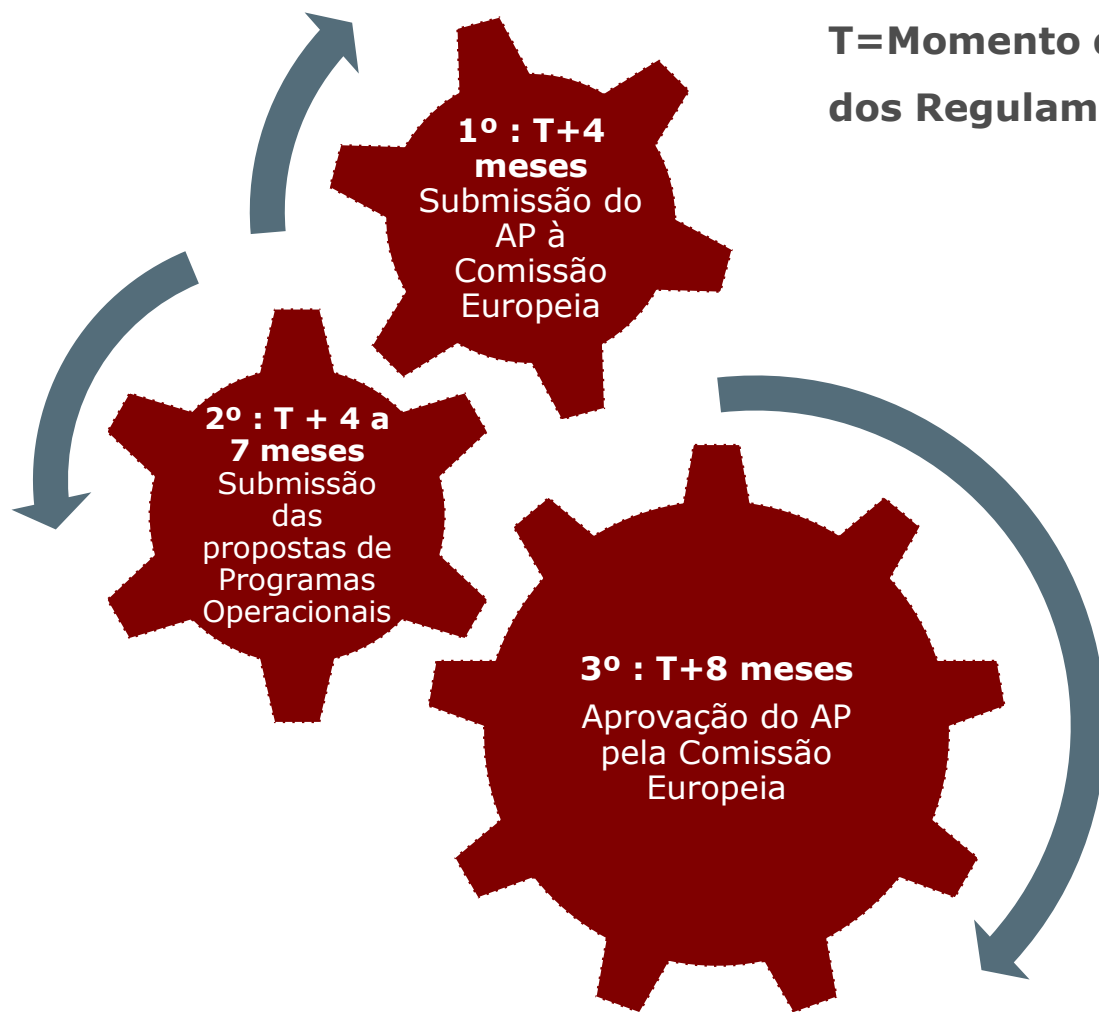 T=Momento
dos
1º : T+4
meses
Submissão do
AP à
Comissão
Europeia
2º : T + 4 a
7 meses
Submissão
das
propostas de
Programas
Operacionais
3º : T+8 meses
Aprovação do AP
pela Comissão
Europeia